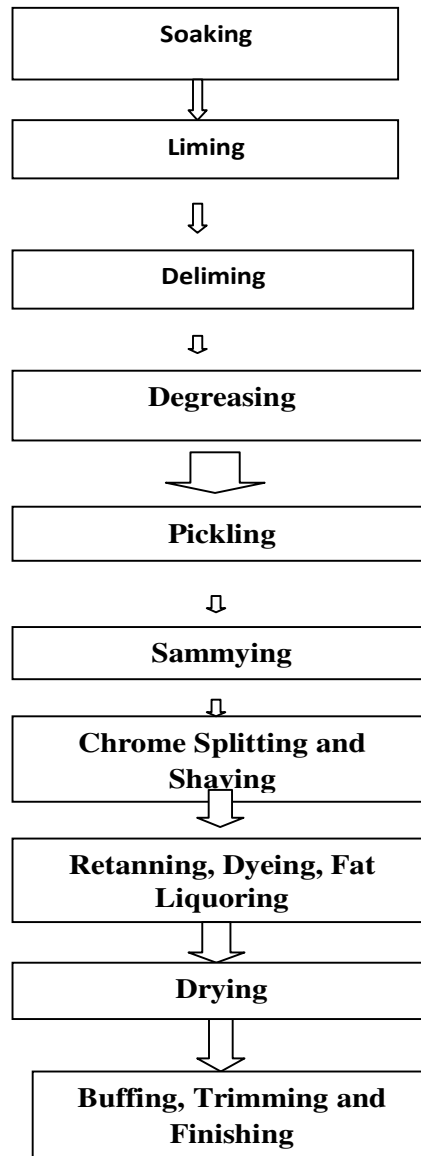 Soaking
Liming
Deliming
Degreasing
Pickling
Sammying
Chrome Splitting and
Shaving
Retanning, Dyeing, Fat
Liquoring
Drying
Buffing, Trimming and
Finishing